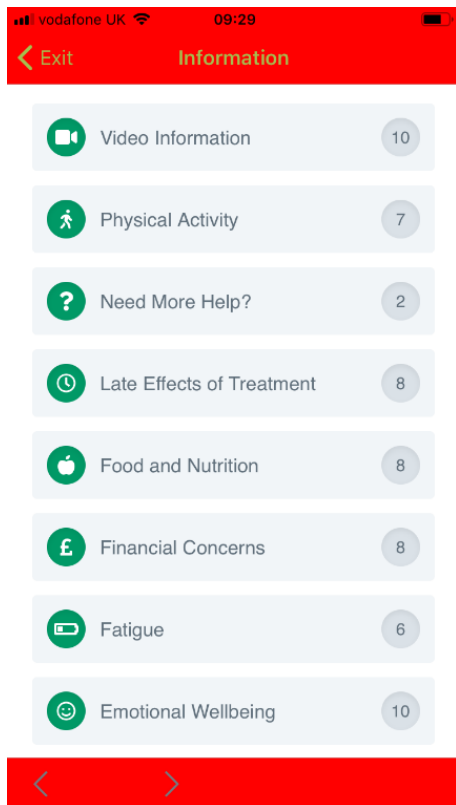 vodafone UK 09:29
Exit Information
Video Information 10
Physical Activity 7
? Need More Help? 2
Late Effects of Treatment 8
Food and Nutrition 8
£ Financial Concerns 8
Fatigue 6
Emotional Wellbeing 10